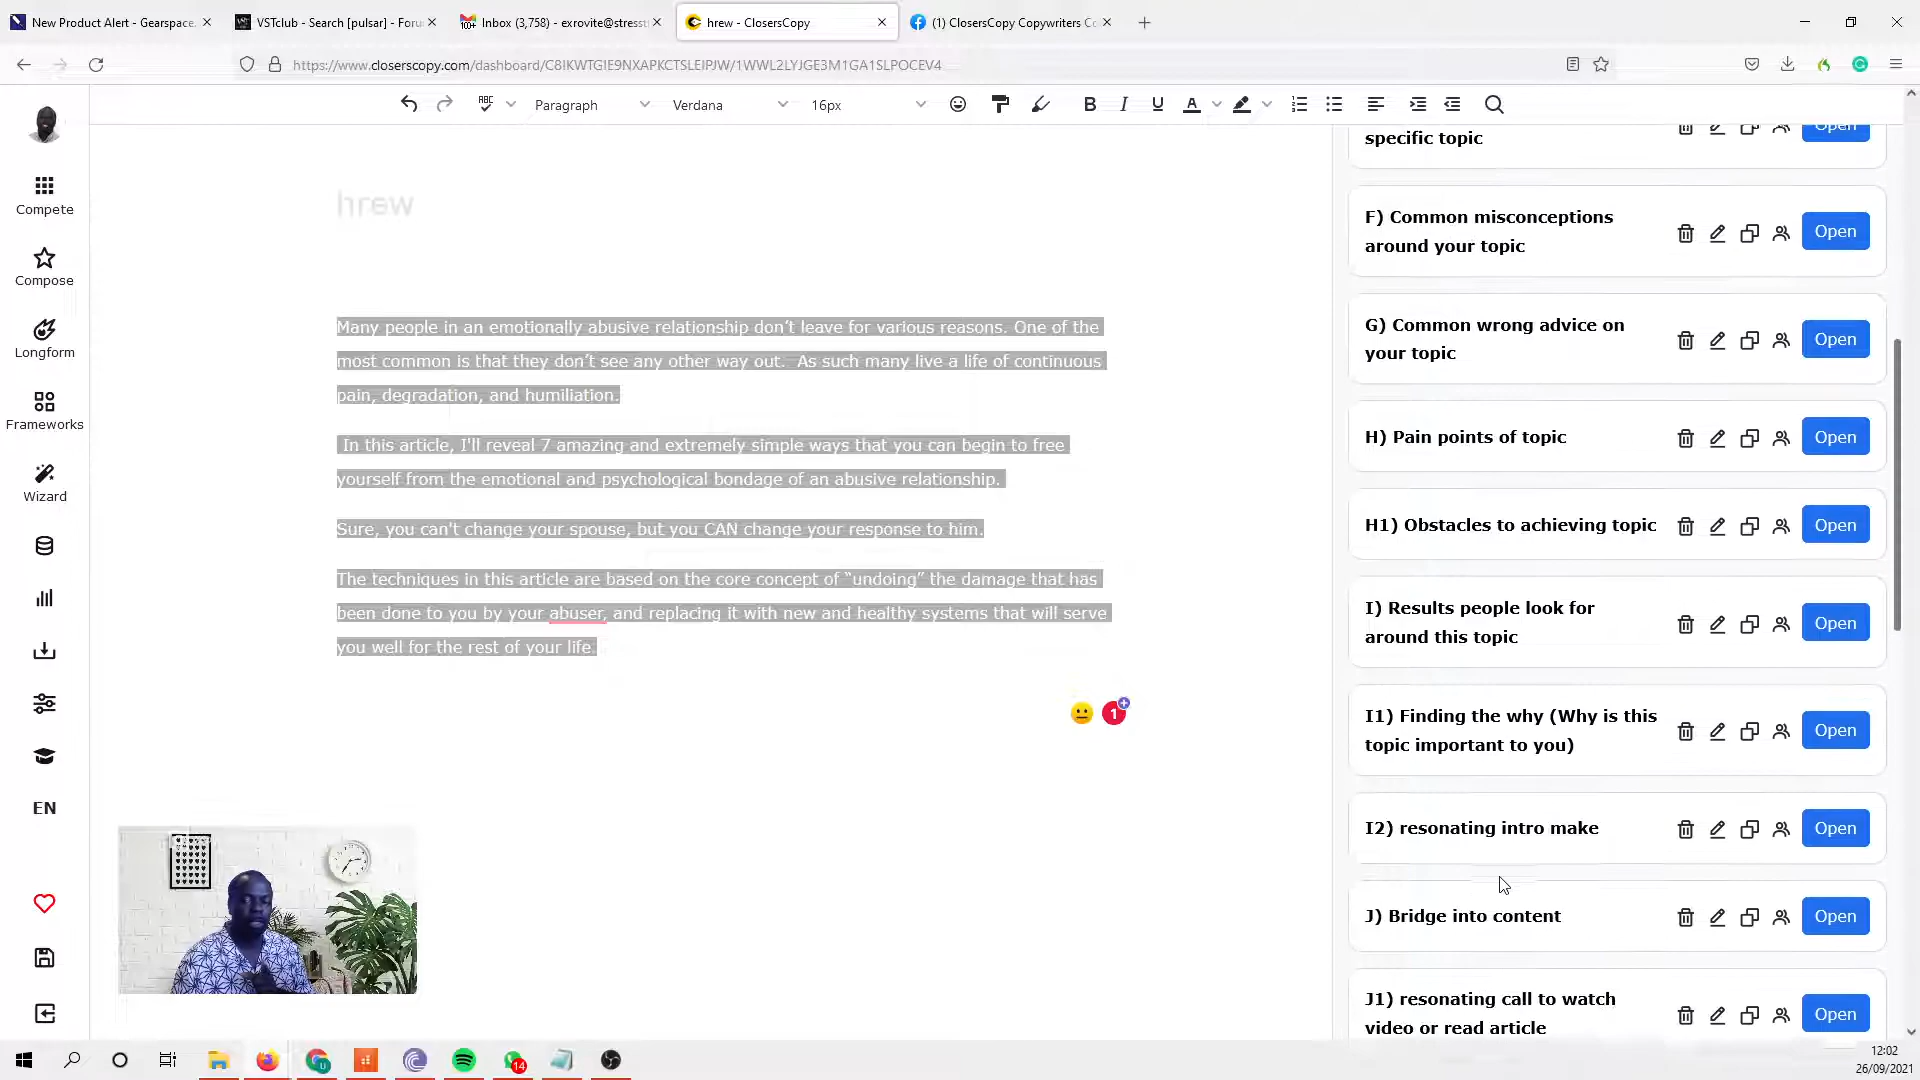 New Product Alert - Gearspace.
VSTclub - Search [pulsar] - Foru
Inbox (3,758) - exrovite@stresst
hrew - ClosersCopy
(1) ClosersCopy Copywriters Co
https://www.closerscopy.com/dashboard/C8IKWTGIE9NXAPKCTSLEIPJW/1WWL2LYJGE3M1GA1SLPOCEV4
ABC
Paragraph
Verdana
16px
B I U A
Compete
Compose
Longform
Frameworks
Wizard
EN
hrew
Many people in an emotionally abusive relationship don’t leave for various reasons. One of the
most common is that they don’t see any other way out.  As such many live a life of continuous
pain, degradation, and humiliation.
In this article, I'll reveal 7 amazing and extremely simple ways that you can begin to free
yourself from the emotional and psychological bondage of an abusive relationship.
Sure, you can't change your spouse, but you CAN change your response to him.
The techniques in this article are based on the core concept of “undoing” the damage that has
been done to you by your abuser, and replacing it with new and healthy systems that will serve
you well for the rest of your life.
1
specific topic
Open
F) Common misconceptions
around your topic
Open
G) Common wrong advice on
your topic
Open
H) Pain points of topic
Open
H1) Obstacles to achieving topic
Open
I) Results people look for
around this topic
Open
I1) Finding the why (Why is this
topic important to you)
Open
I2) resonating intro make
Open
J) Bridge into content
Open
J1) resonating call to watch
video or read article
Open
14
12:02
26/09/2021